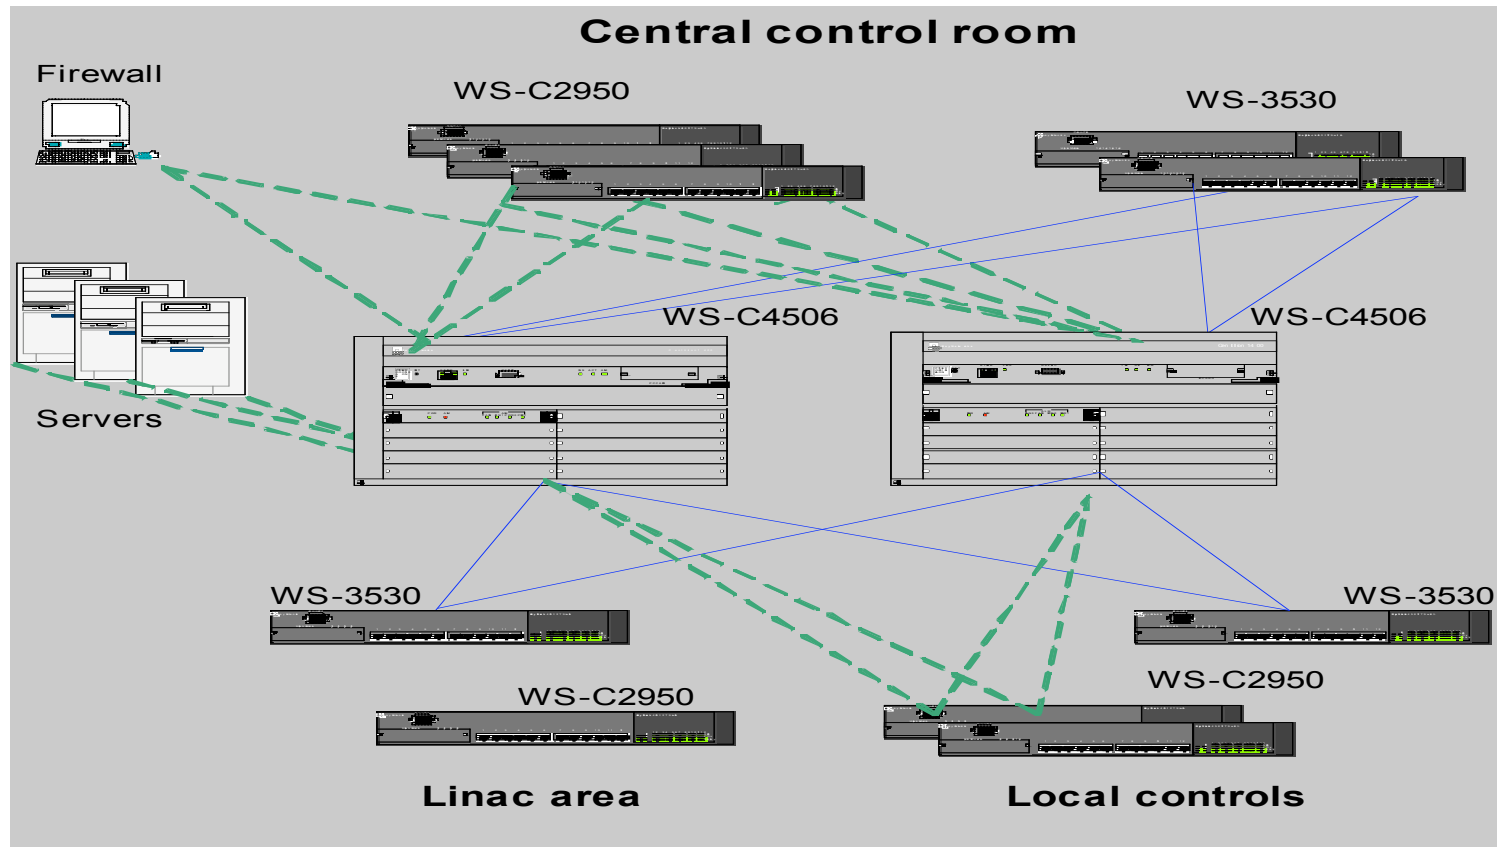 Central control room
Firewall
WS-C2950
WS-3530
WS-C4506
WS-C4506
Servers
WS-3530
WS-3530
WS-C2950
WS-C2950
Linac area
Local controls